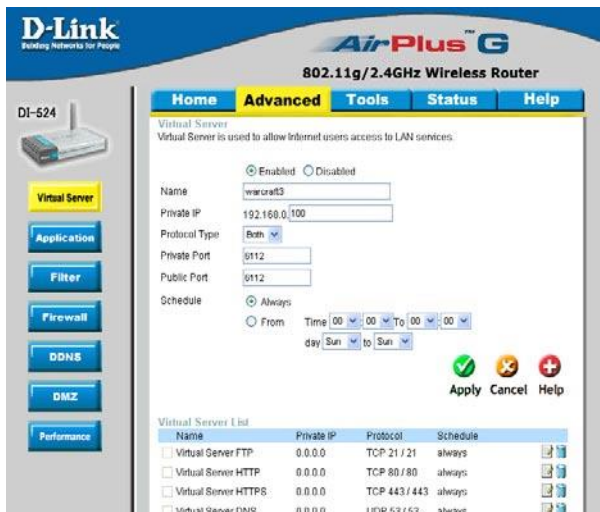 D-Link
Building Networks for People
AirPlus G
™
802.11g/2.4GHz Wireless Router
DI-524
Home Advanced Tools Status Help
Virtual Server
Application
Filter
Firewall
DDNS
DMZ
Performance
Virtual Server
Virtual Server is used to allow Internet users access to LAN services.
Enabled Disabled
Name warcraft3
Private IP 192.168.0. 100
Protocol Type Both
Private Port 6112
Public Port 6112
Schedule Always
From Time 00 : 00 To 00 : 00
day Sun to Sun
Apply Cancel Help
Virtual Server List
Name Private IP Protocol Schedule
Virtual Server FTP 0.0.0.0 TCP 21 / 21 always
Virtual Server HTTP 0.0.0.0 TCP 80 / 80 always
Virtual Server HTTPS 0.0.0.0 TCP 443 / 443 always
Virtual Server DNS 0.0.0.0 UDP 53 / 53 always